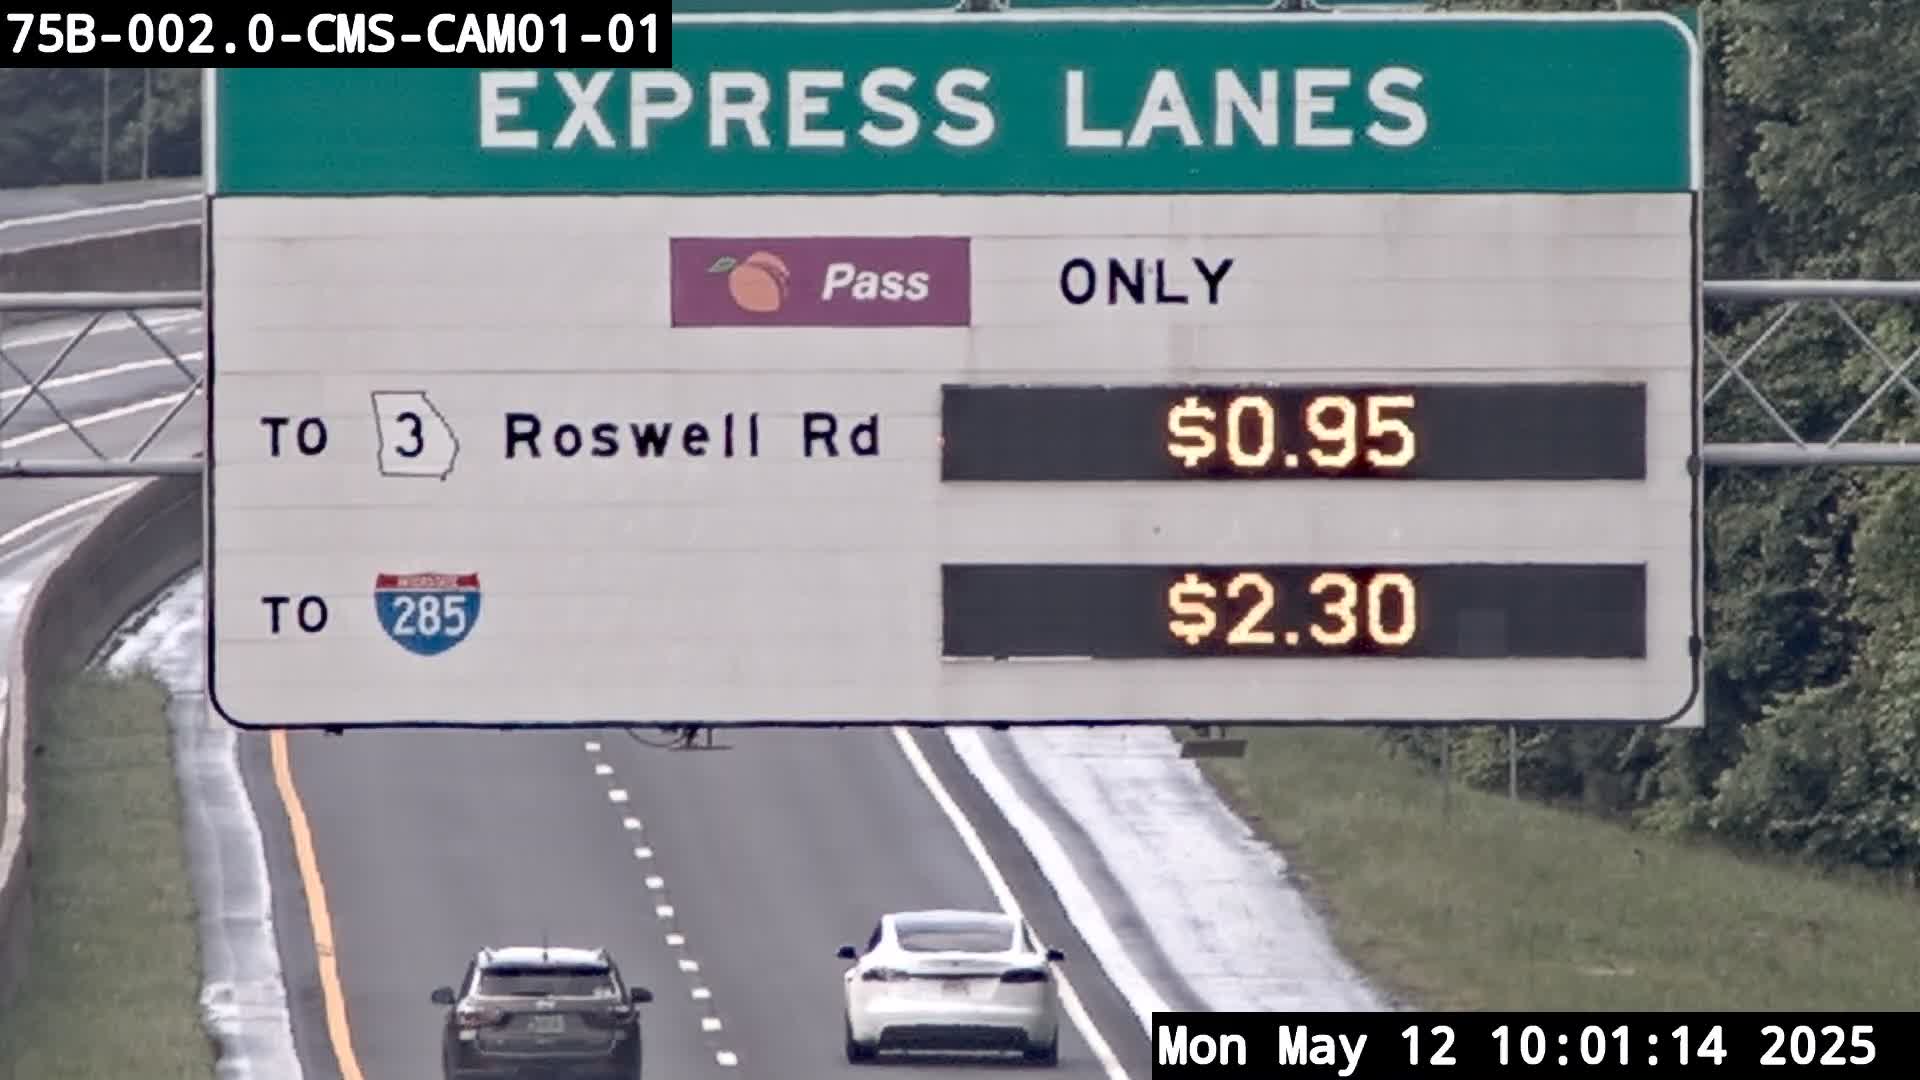 75B-002.0-CMS-CAM01-01
EXPRESS LANES
Pass ONLY
TO 3 Roswell Rd $0.95
TO 285 $2.30
Mon May 12 10:01:14 2025